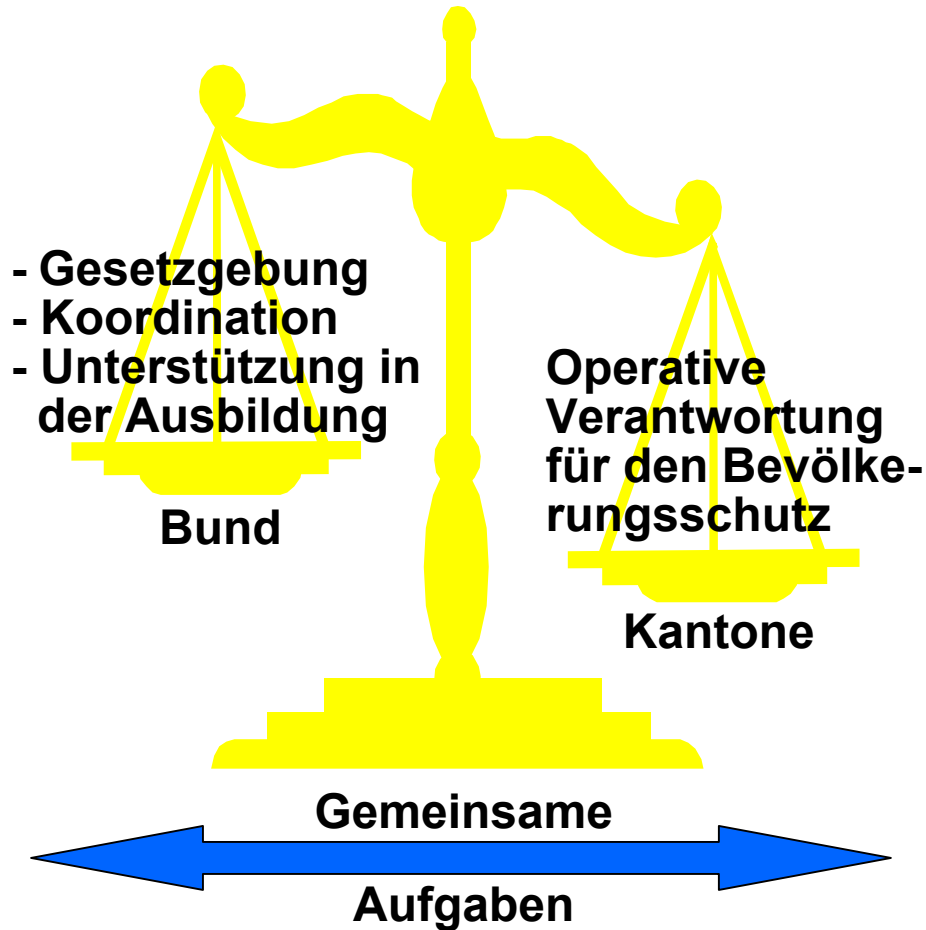 - Gesetzgebung
- Koordination
- Unterstützung in
der Ausbildung
Bund
Operative
Verantwortung
für den Bevölke-
rungsschutz
Kantone
Gemeinsame
Aufgaben